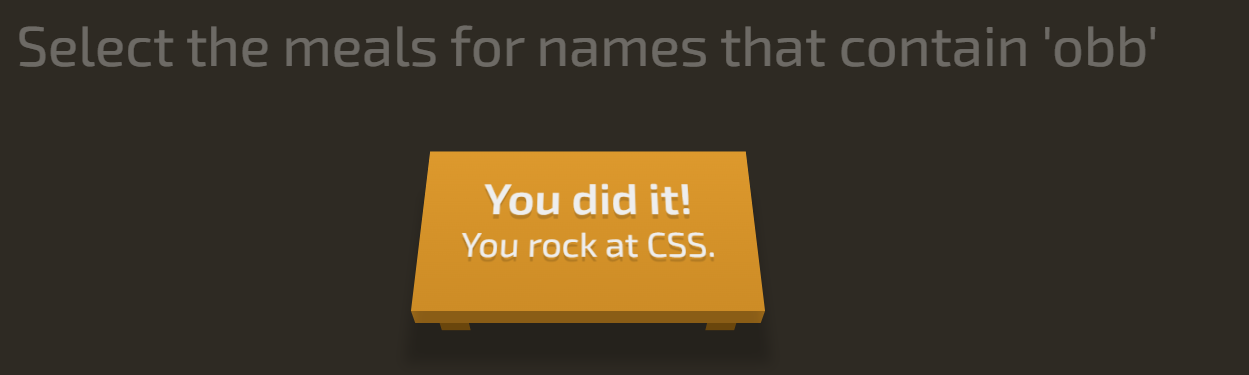 Select the meals for names that contain 'obb'
You did it!
You rock at CSS.